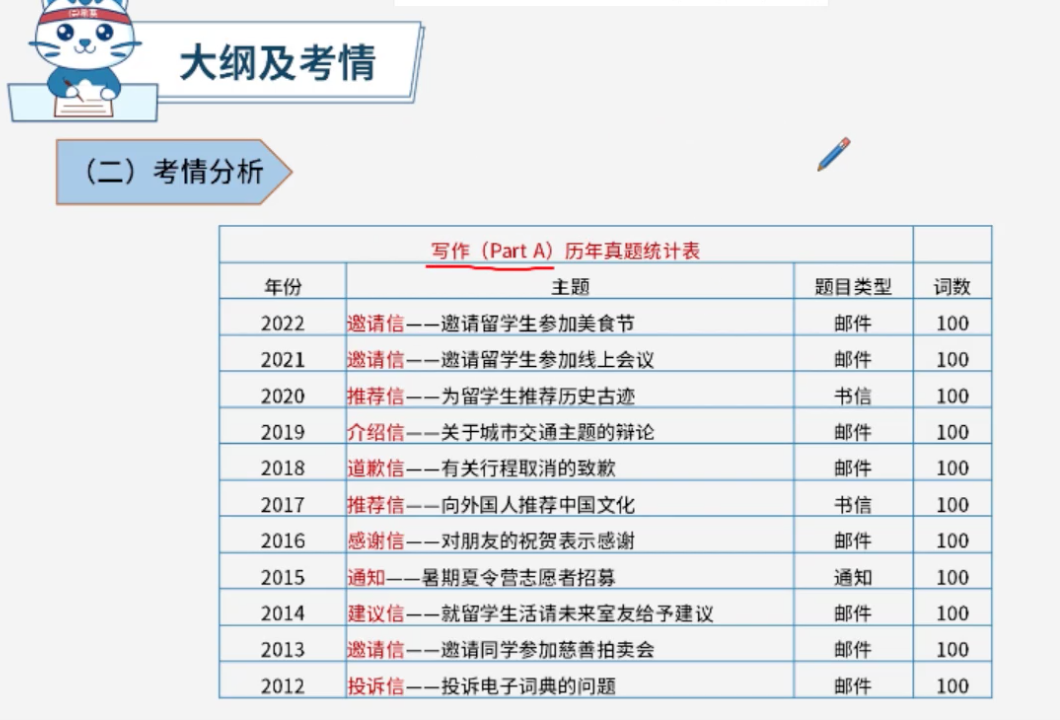 大纲及考情
（二）考情分析
写作（Part A）历年真题统计表
年份 主题 题目类型 词数
2022 邀请信——邀请留学生参加美食节 邮件 100
2021 邀请信——邀请留学生参加线上会议 邮件 100
2020 推荐信——为留学生推荐历史古迹 书信 100
2019 介绍信——关于城市交通主题的辩论 邮件 100
2018 道歉信——有关行程取消的致歉 邮件 100
2017 推荐信——向外国人推荐中国文化 书信 100
2016 感谢信——对朋友的祝贺表示感谢 邮件 100
2015 通知——暑期夏令营志愿者招募 通知 100
2014 建议信——就留学生活请未来室友给予建议 邮件 100
2013 邀请信——邀请同学参加慈善拍卖会 邮件 100
2012 投诉信——投诉电子词典的问题 邮件 100